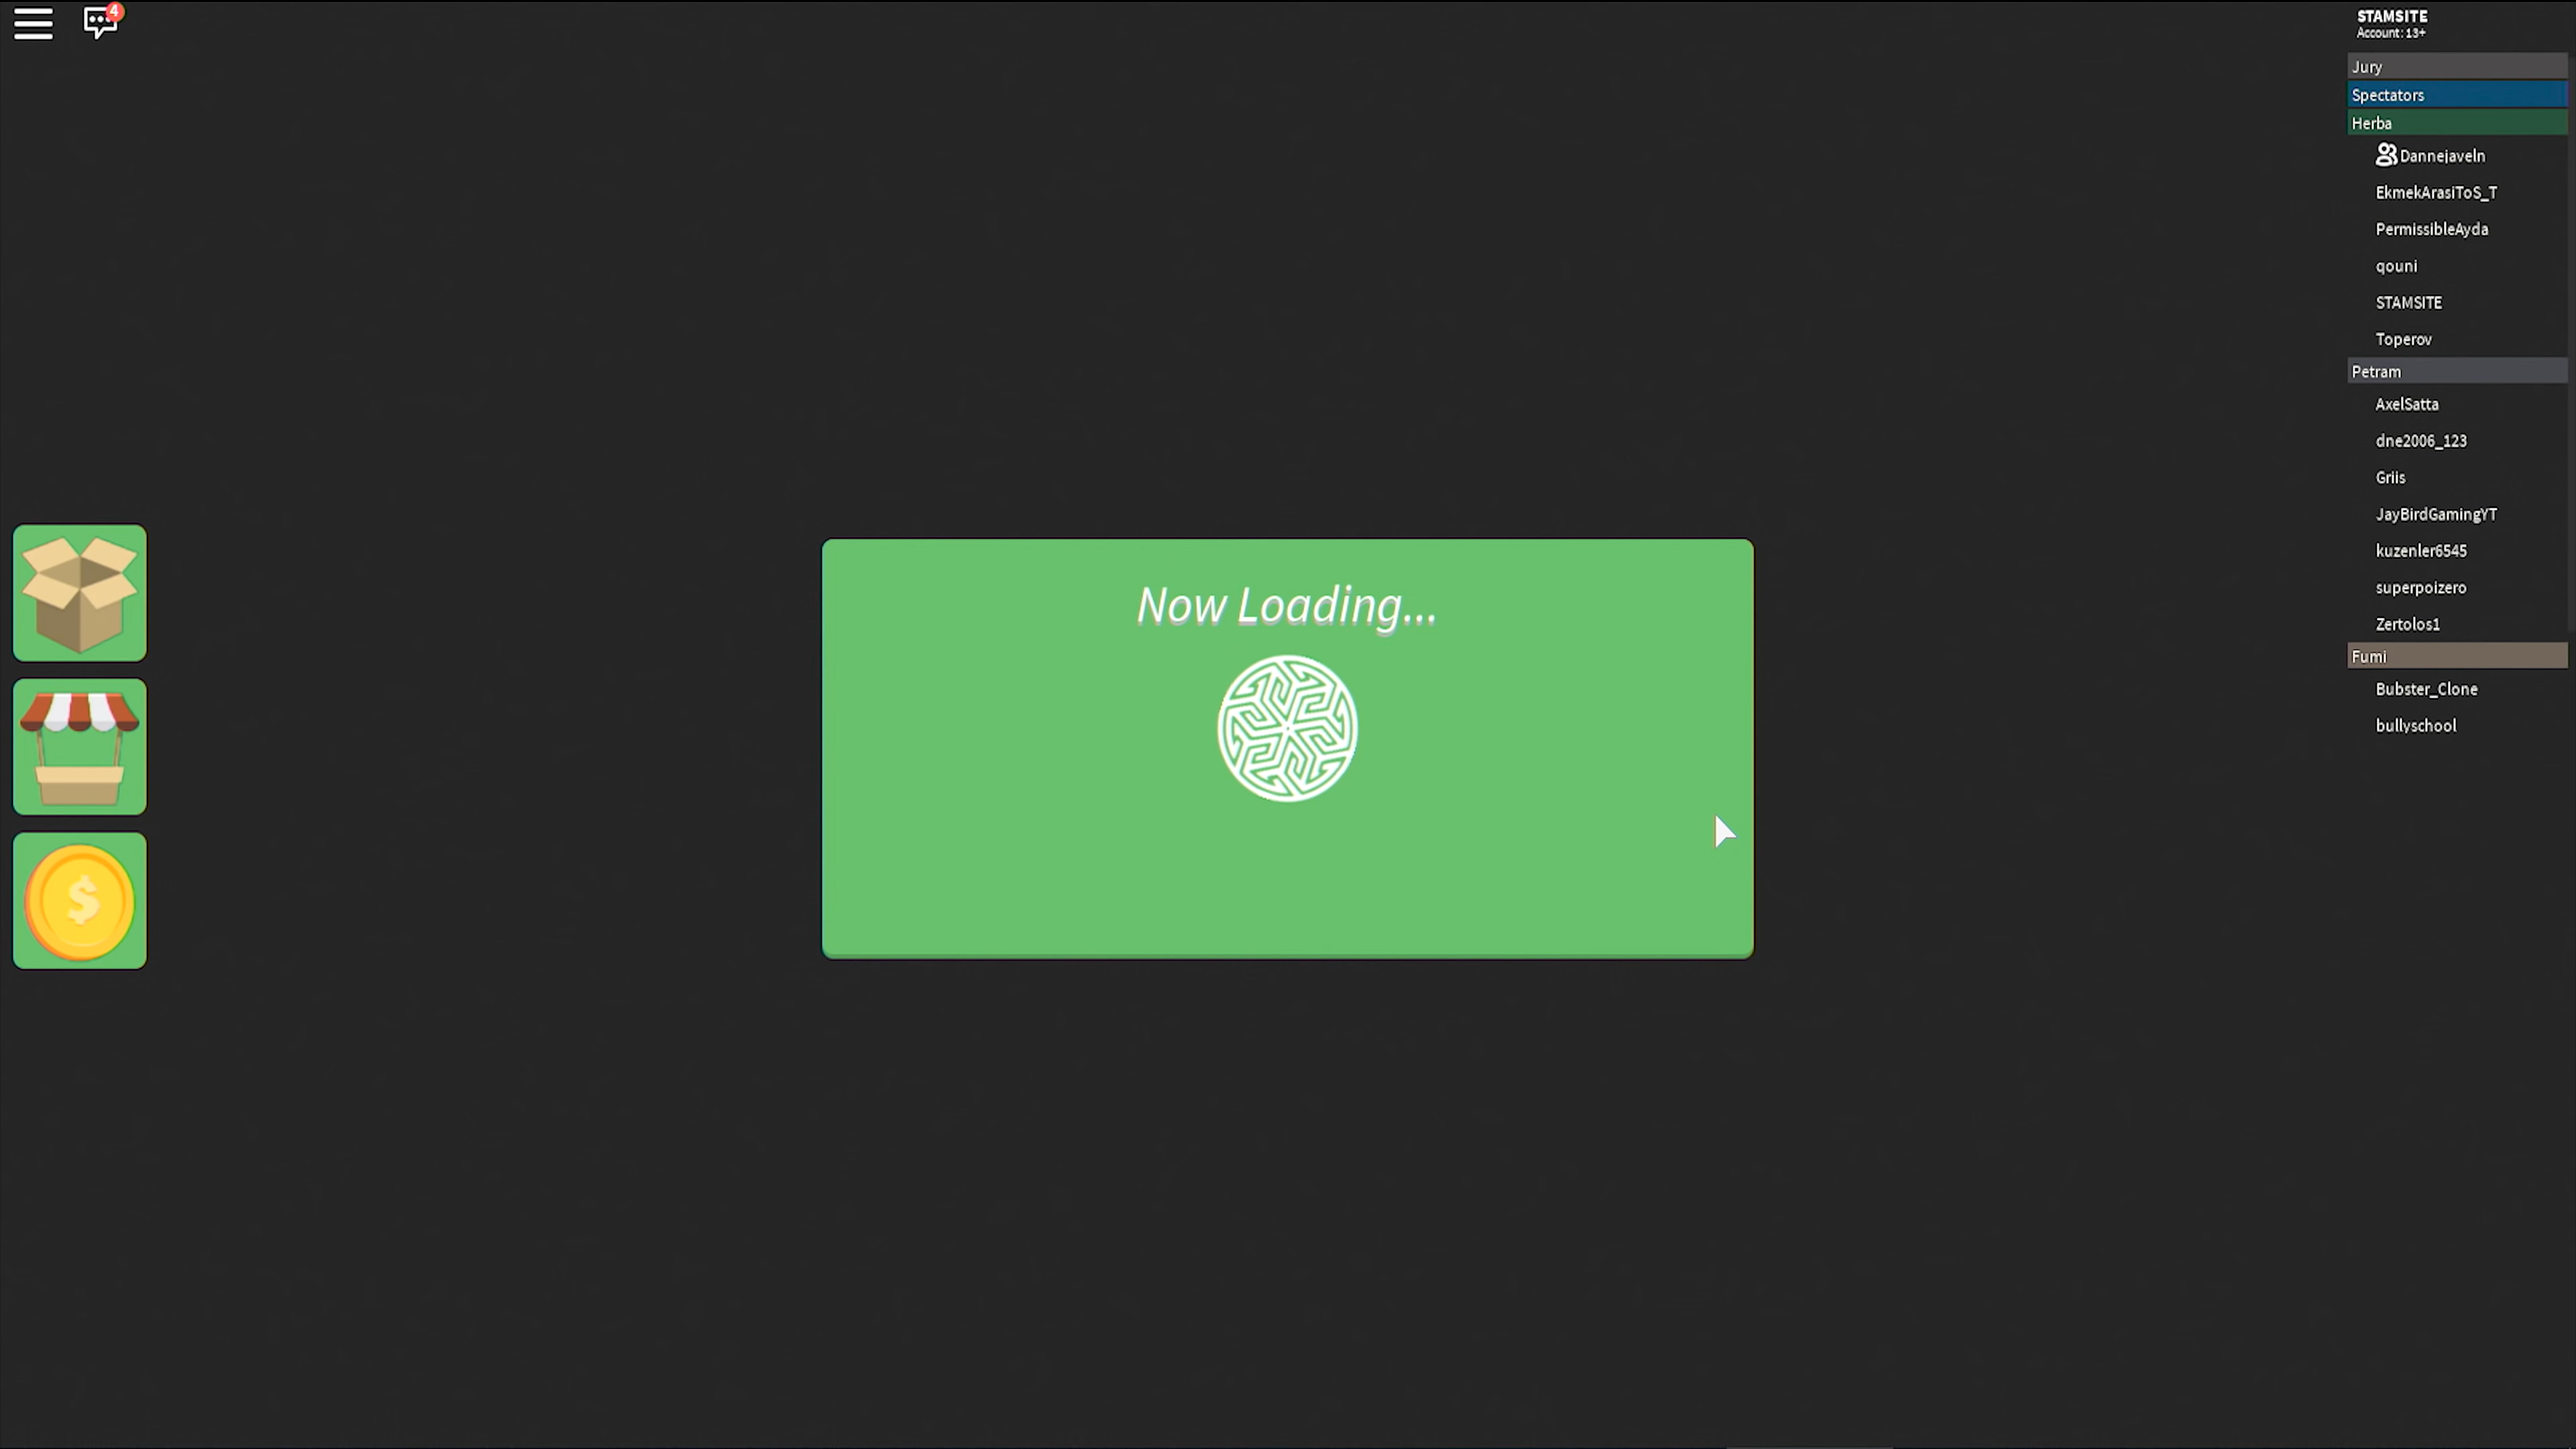 4
STAMSITE
Account: 13+
Jury
Spectators
Herba
Dannejaveln
EkmekArasiToS_T
PermissibleAyda
qouni
STAMSITE
Toperov
Petram
AxelSatta
dne2006_123
Griis
JayBirdGamingYT
kuzenler6545
superpoizero
Zertolos1
Fumi
Bubster_Clone
bullyschool
Now Loading...
$